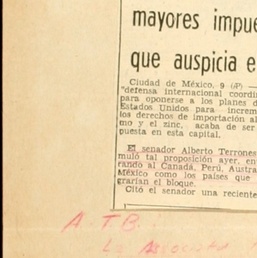 mayores impue
que auspicia e
Ciudad de México, 9 (P) —
"defensa internacional coordi
para oponerse a los planes d
Estados Unidos para increm
los derechos de importación al
mo y el zinc, acaba de ser
puesta en esta capital.
El senador Alberto Terrones
muló tal proposición ayer, en
rando al Canadá, Perú, Austra
México como los países que
grarían el bloque.
Citó el senador una reciente
A.T.B.